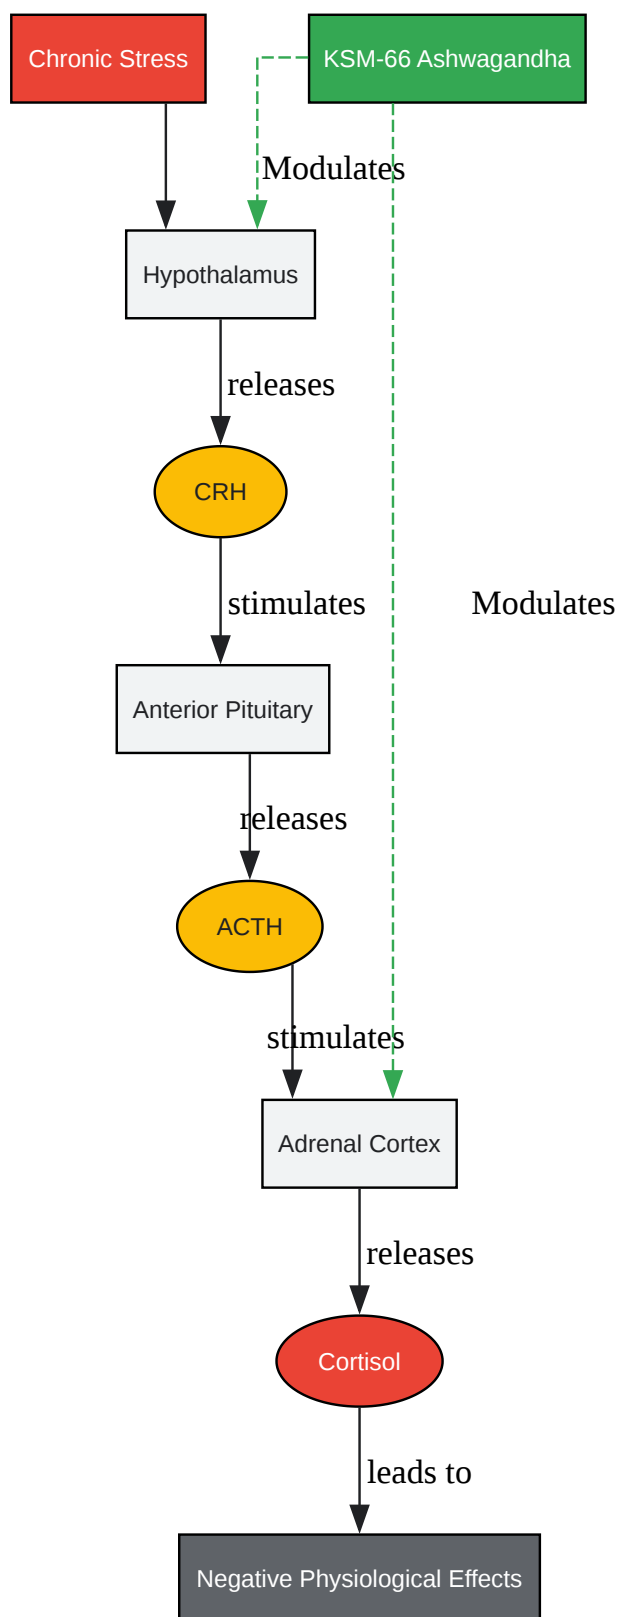 Chronic Stress
KSM-66 Ashwagandha
Modulates
Hypothalamus
releases
CRH
stimulates
Modulates
Anterior Pituitary
releases
ACTH
stimulates
Adrenal Cortex
releases
Cortisol
leads to
Negative Physiological Effects